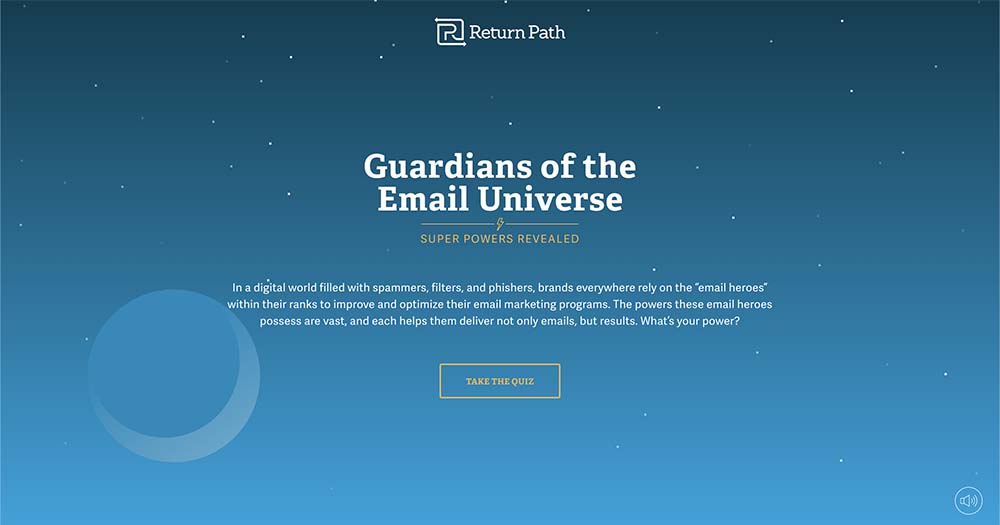 Return Path
Guardians of the
Email Universe
SUPER POWERS REVEALED
In a digital world filled with spammers, filters, and phishers, brands everywhere rely on the “email heroes”
within their ranks to improve and optimize their email marketing programs. The powers these email heroes
possess are vast, and each helps them deliver not only emails, but results. What’s your power?
TAKE THE QUIZ